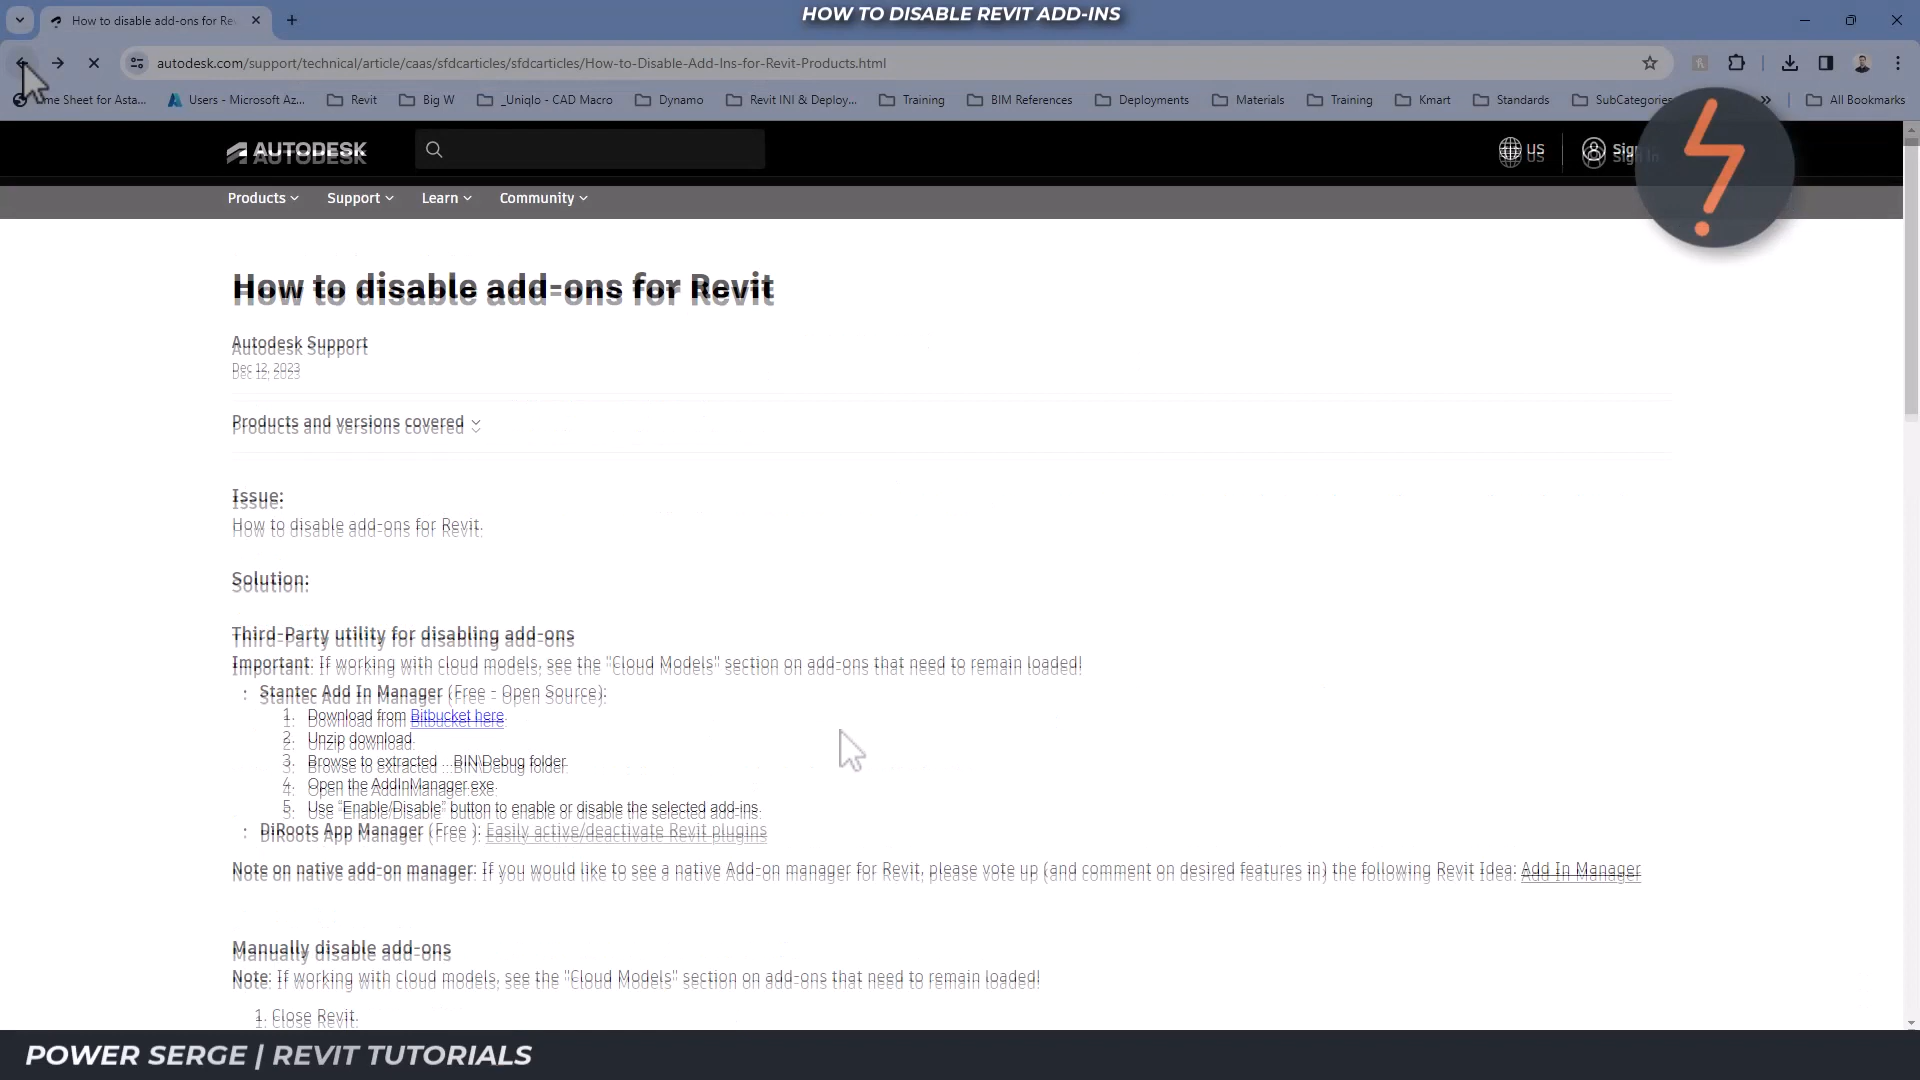 How to disable add-ons for Re
HOW TO DISABLE REVIT ADD-INS
autodesk.com/support/technical/article/caas/sfdcarticles/sfdcarticles/How-to-Disable-Add-Ins-for-Revit-Products.html
me Sheet for Asta... Users - Microsoft Az... Revit Big W _Uniqlo - CAD Macro Dynamo Revit INI & Deploy... Training BIM References Deployments Materials Training Kmart Standards SubCategories All Bookmarks
AUTODESK US Sign In
Products Support Learn Community
How to disable add-ons for Revit
Autodesk Support
Dec 12, 2023
Products and versions covered
Issue:
How to disable add-ons for Revit.
Solution:
Third-Party utility for disabling add-ons
Important: If working with cloud models, see the "Cloud Models" section on add-ons that need to remain loaded!
• Stantec Add In Manager (Free - Open Source):
1. Download from Bitbucket here.
2. Unzip download.
3. Browse to extracted ...BIN\Debug folder.
4. Open the AddInManager.exe.
5. Use “Enable/Disable” button to enable or disable the selected add-ins.
• DiRoots App Manager (Free ): Easily active/deactivate Revit plugins
Note on native add-on manager: If you would like to see a native Add-on manager for Revit, please vote up (and comment on desired features in) the following Revit Idea: Add In Manager
Manually disable add-ons
Note: If working with cloud models, see the "Cloud Models" section on add-ons that need to remain loaded!
1. Close Revit.
POWER SERGE | REVIT TUTORIALS